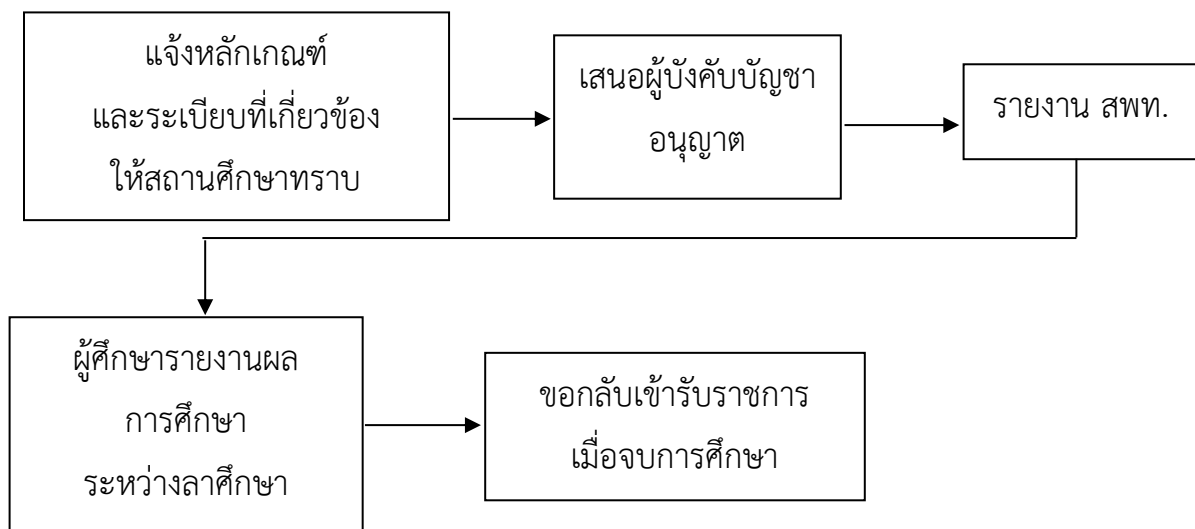 แจ้งหลักเกณฑ์
และระเบียบที่เกี่ยวข้อง
ให้สถานศึกษาทราบ
เสนอผู้บังคับบัญชา
อนุญาต
รายงาน สพท.
ผู้ศึกษารายงานผล
การศึกษา
ระหว่างลาศึกษา
ขอกลับเข้ารับราชการ
เมื่อจบการศึกษา